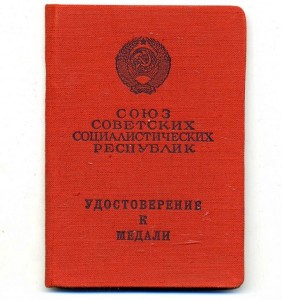 СОЮЗ
СОВЕТСКИХ
СОЦИАЛИСТИЧЕСКИХ
РЕСПУБЛИК
УДОСТОВЕРЕНИЕ
К
МЕДАЛИ